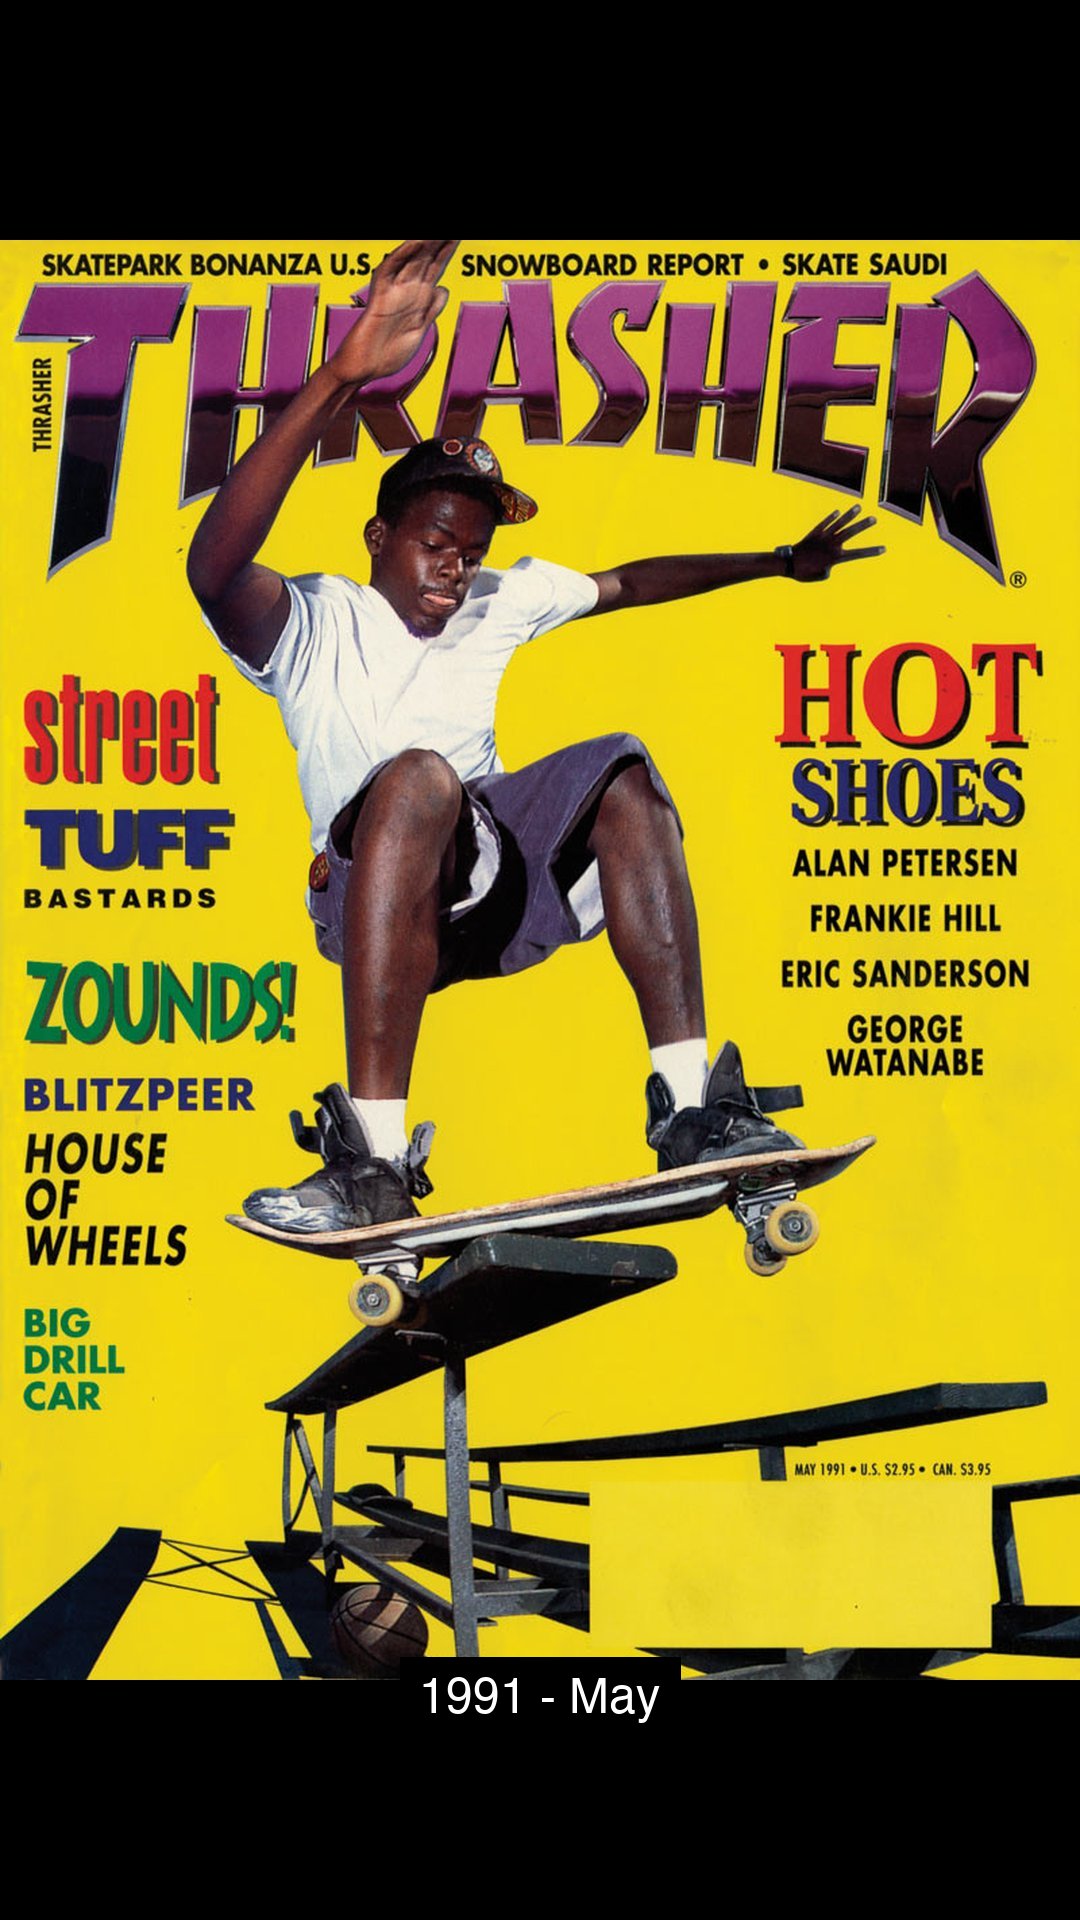 SKATEPARK BONANZA U.S. SNOWBOARD REPORT • SKATE SAUDI
THRASHER
THRASHER
®
street
TUFF
BASTARDS
ZOUNDS!
BLITZPEER
HOUSE
OF
WHEELS
BIG
DRILL
CAR
HOT
SHOES
ALAN PETERSEN
FRANKIE HILL
ERIC SANDERSON
GEORGE
WATANABE
MAY 1991 • U.S. $2.95 • CAN. $3.95
1991 - May